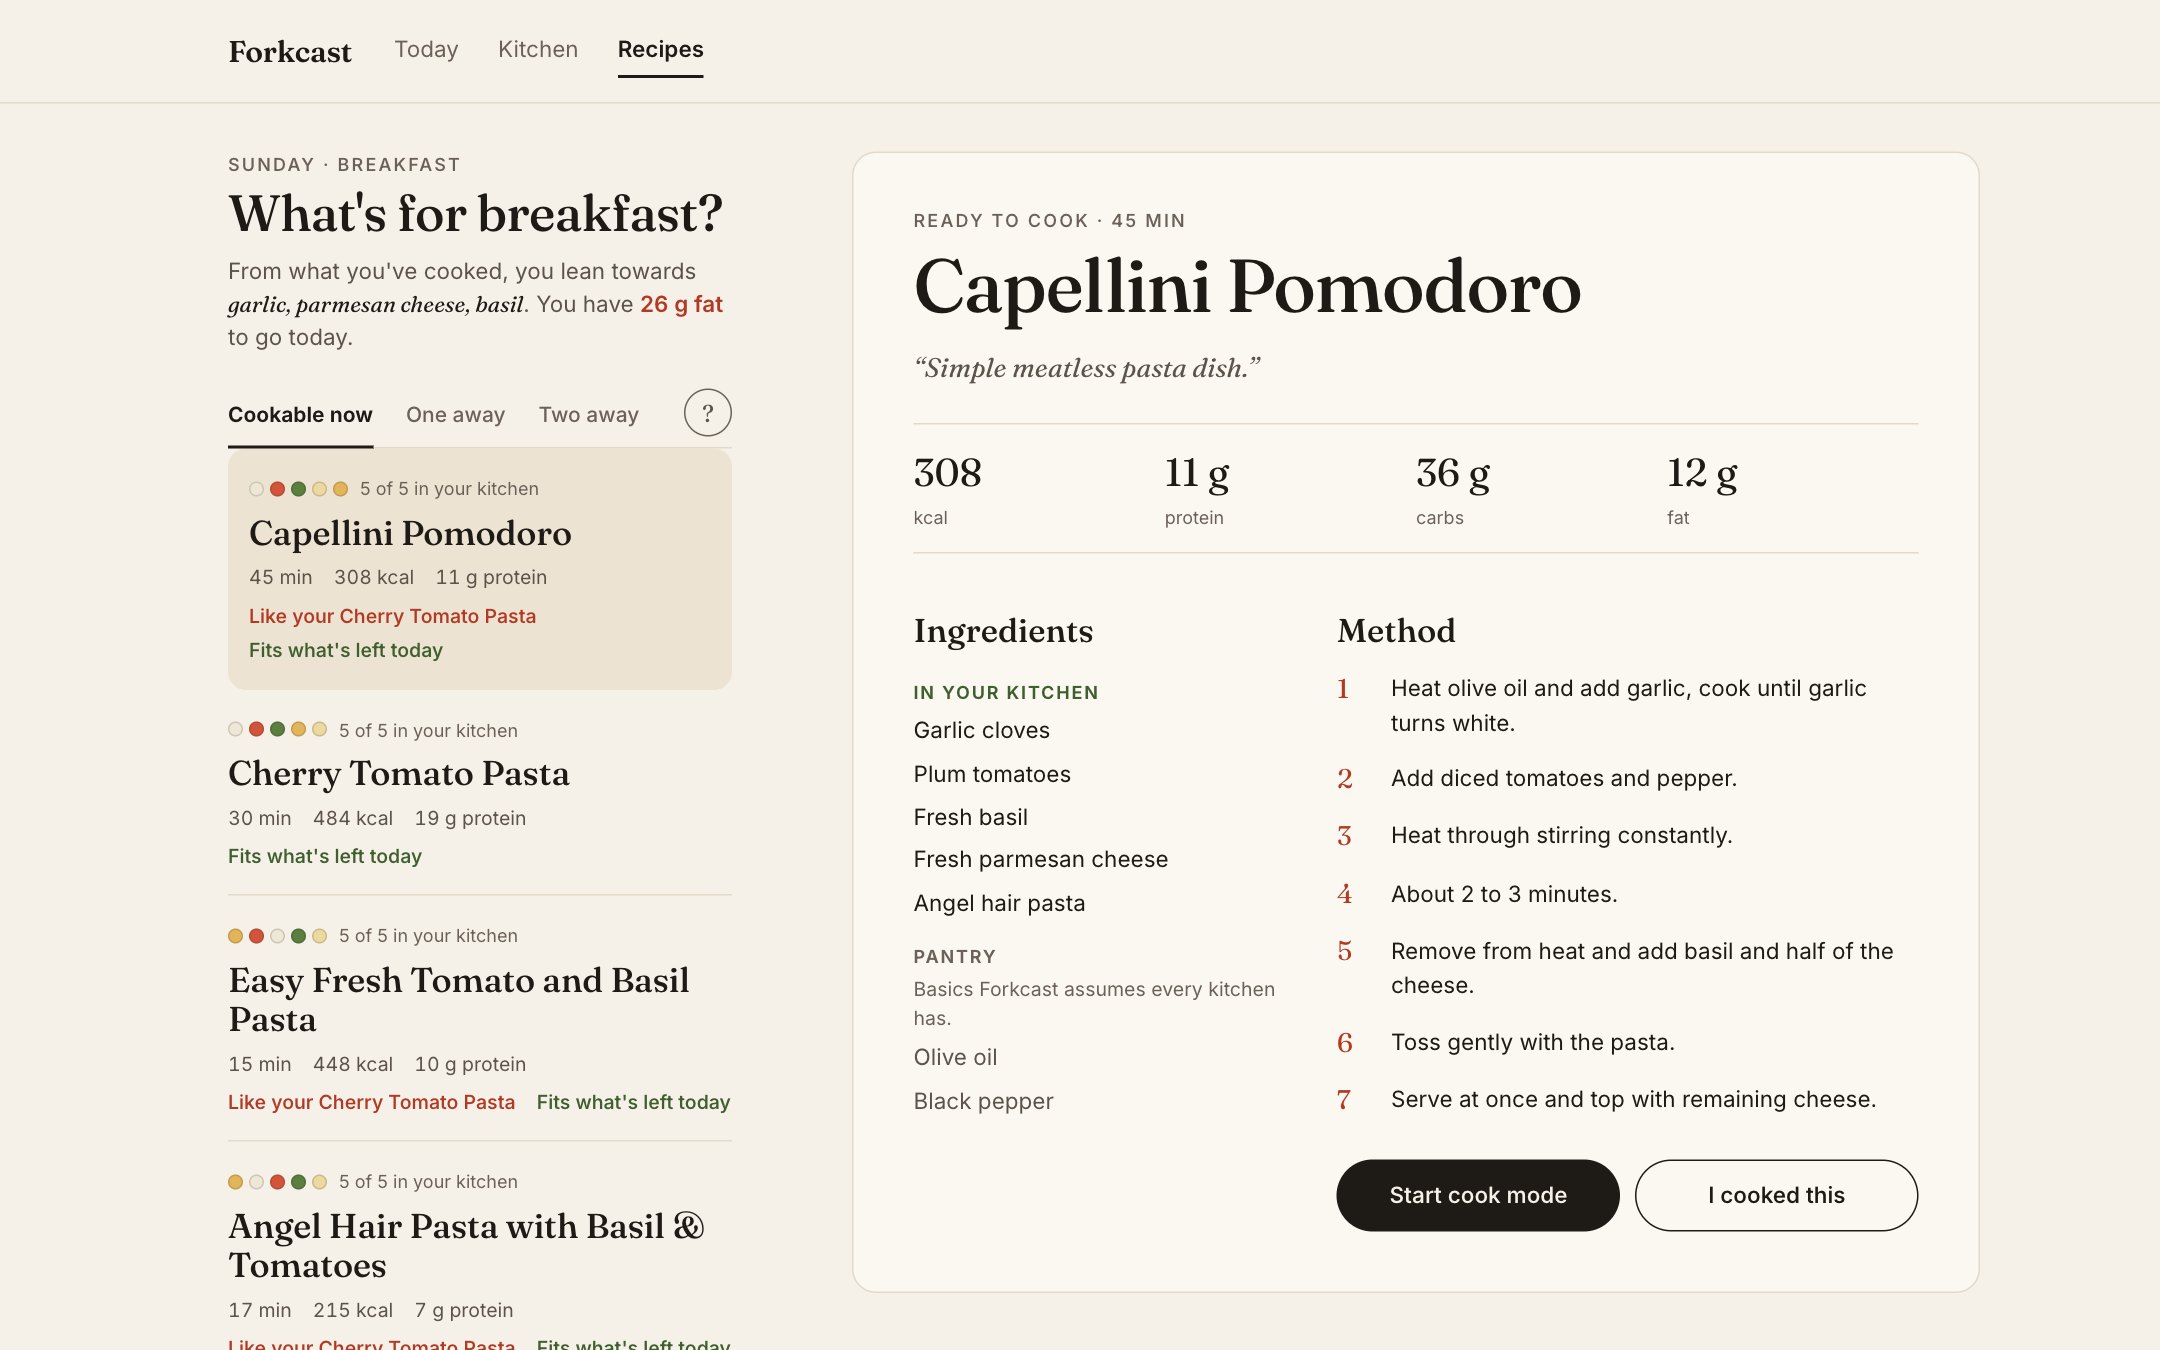 Forkcast Today Kitchen Recipes
SUNDAY · BREAKFAST
What's for breakfast?
From what you've cooked, you lean towards
garlic, parmesan cheese, basil. You have 26 g fat
to go today.
Cookable now One away Two away ?
5 of 5 in your kitchen
Capellini Pomodoro
45 min 308 kcal 11 g protein
Like your Cherry Tomato Pasta
Fits what's left today
5 of 5 in your kitchen
Cherry Tomato Pasta
30 min 484 kcal 19 g protein
Fits what's left today
5 of 5 in your kitchen
Easy Fresh Tomato and Basil
Pasta
15 min 448 kcal 10 g protein
Like your Cherry Tomato Pasta Fits what's left today
5 of 5 in your kitchen
Angel Hair Pasta with Basil &
Tomatoes
17 min 215 kcal 7 g protein
Like your Cherry Tomato Pasta Fits what's left today
READY TO COOK · 45 MIN
Capellini Pomodoro
“Simple meatless pasta dish.”
308 11 g 36 g 12 g
kcal protein carbs fat
Ingredients
IN YOUR KITCHEN
Garlic cloves
Plum tomatoes
Fresh basil
Fresh parmesan cheese
Angel hair pasta
PANTRY
Basics Forkcast assumes every kitchen
has.
Olive oil
Black pepper
Method
1 Heat olive oil and add garlic, cook until garlic
turns white.
2 Add diced tomatoes and pepper.
3 Heat through stirring constantly.
4 About 2 to 3 minutes.
5 Remove from heat and add basil and half of the
cheese.
6 Toss gently with the pasta.
7 Serve at once and top with remaining cheese.
Start cook mode I cooked this